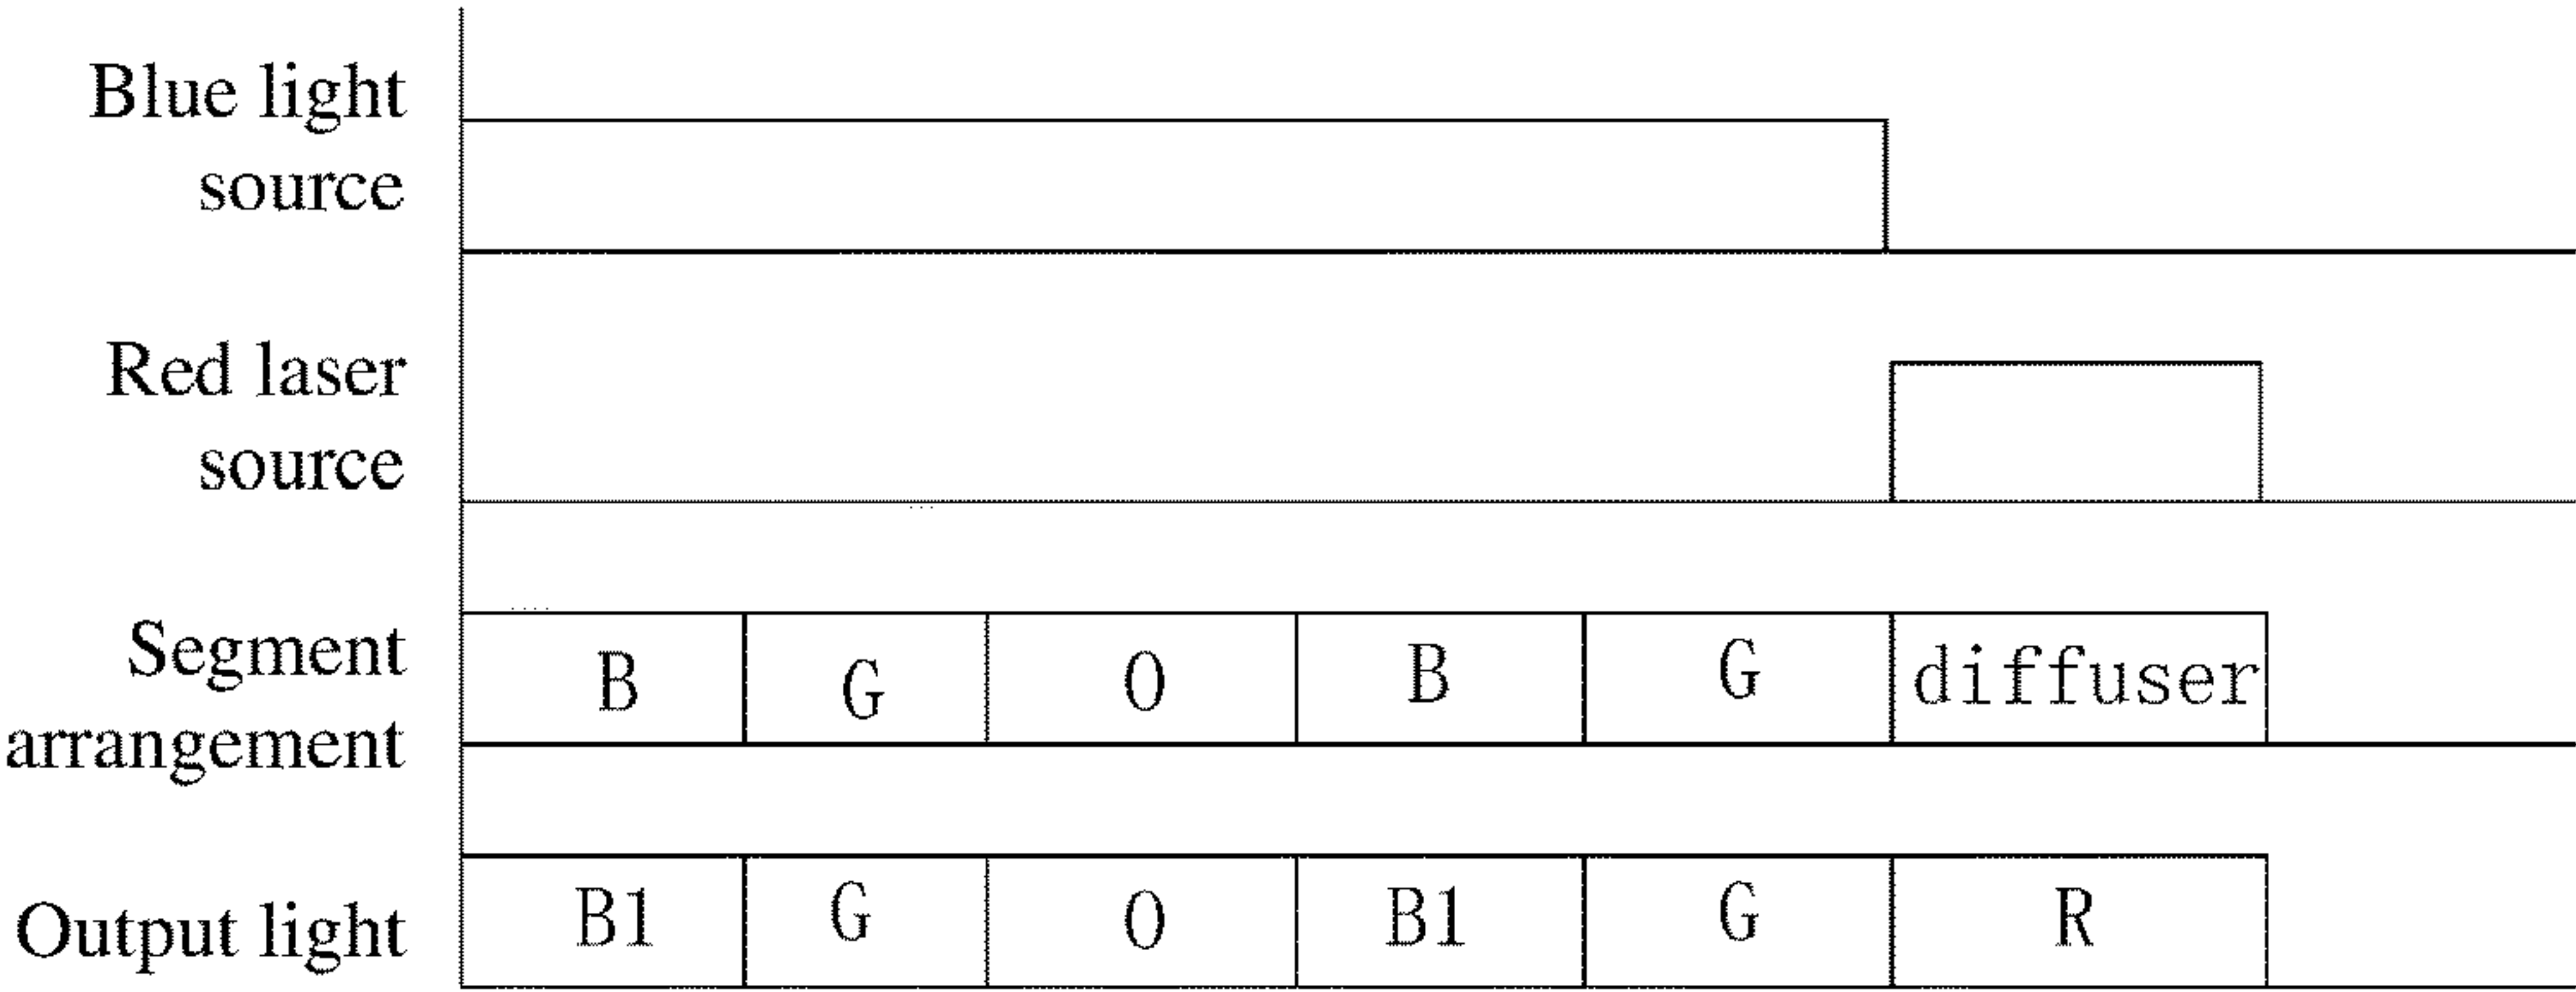 Blue light
source
Red laser
source
Segment
arrangement
B G O B G diffuser
Output light
B1 G O B1 G R